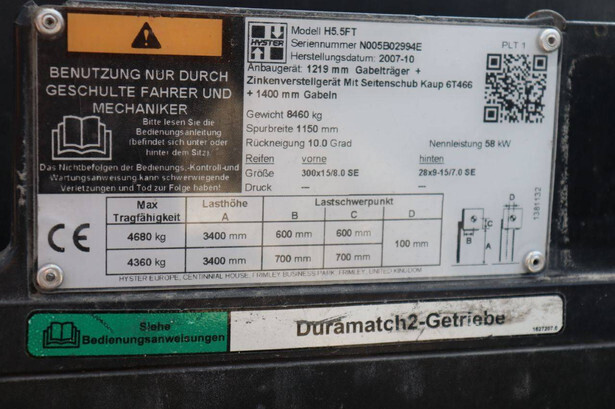 BENUTZUNG NUR DURCH
GESCHULTE FAHRER UND
MECHANIKER
Bitte lesen Sie die
Bedienungsanleitung
(befindet sich unter oder
hinter dem Sitz).
Das Nichtbefolgen der Bedienungs,-Kontroll-und
Wartungsanweisung kann schwerwiegende
Verletzungen und Tod zur Folge haben!
HYSTER
Modell H5.5FT
Seriennummer N005B02994E
Herstellungsdatum 2007-10
PLT 1
Anbaugerät: 1219 mm Gabelträger +
Zinkenverstellgerät Mit Seitenschub Kaup 6T466
+ 1400 mm Gabeln
Gewicht 8460 kg
Spurbreite 1150 mm
Rückneigung 10.0 Grad Nennleistung 58 kW
Reifen vorne hinten
Größe 300x15/8.0 SE 28x9-15/7.0 SE
Druck --- ---
CE
Max Tragfähigkeit Lasthöhe A Lastschwerpunkt B C D
4680 kg 3400 mm 600 mm 600 mm 100 mm
4360 kg 3400 mm 700 mm 700 mm
D
C
B
A
1381132
HYSTER EUROPE, CENTINNIAL HOUSE, FRIMLEY BUSINESS PARK, FRIMLEY, UNITED KINGDOM
Siehe
Bedienungsanweisungen
Duramatch2-Getriebe